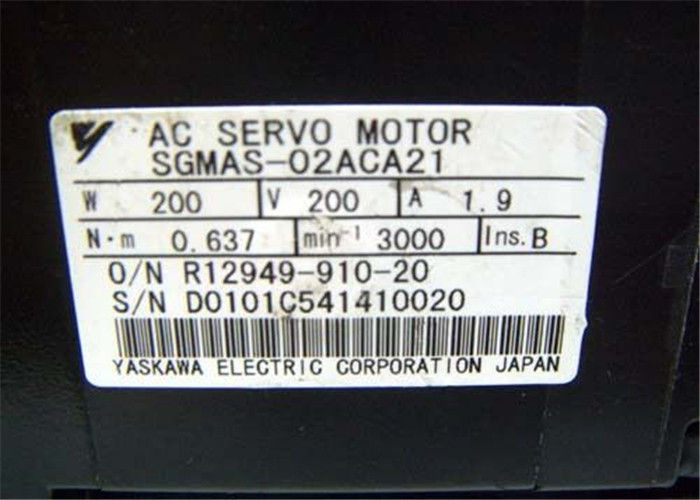 AC SERVO MOTOR
SGMAS-02ACA21
W 200 V 200 A 1.9
N·m 0.637 min-1 3000 Ins. B
O/N R12949-910-20
S/N D0101C541410020
YASKAWA ELECTRIC CORPORATION JAPAN